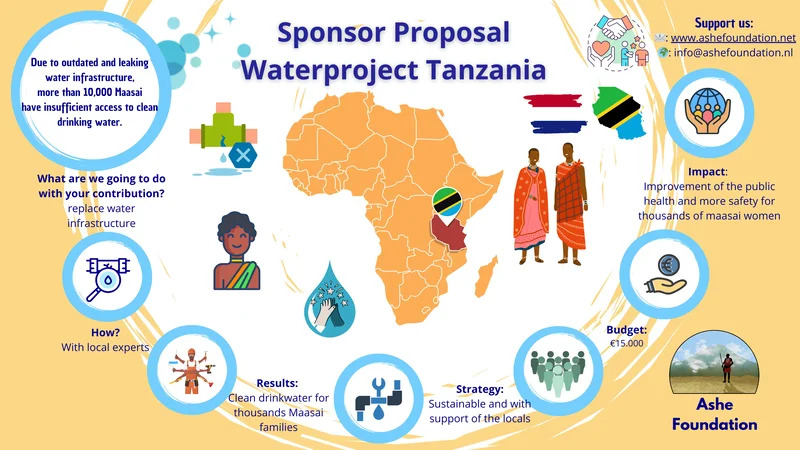 Sponsor Proposal
Waterproject Tanzania
Support us:
: www.ashefoundation.net
: info@ashefoundation.nl
Due to outdated and leaking
water infrastructure,
more than 10,000 Maasai
have insufficient access to clean
drinking water.
What are we going to do
with your contribution?
replace water
infrastructure
How?
With local experts
Results:
Clean drinkwater for
thousands Maasai
families
Strategy:
Sustainable and with
support of the locals
Budget:
€15.000
Impact:
Improvement of the public
health and more safety for
thousands of maasai women
Ashe
Foundation